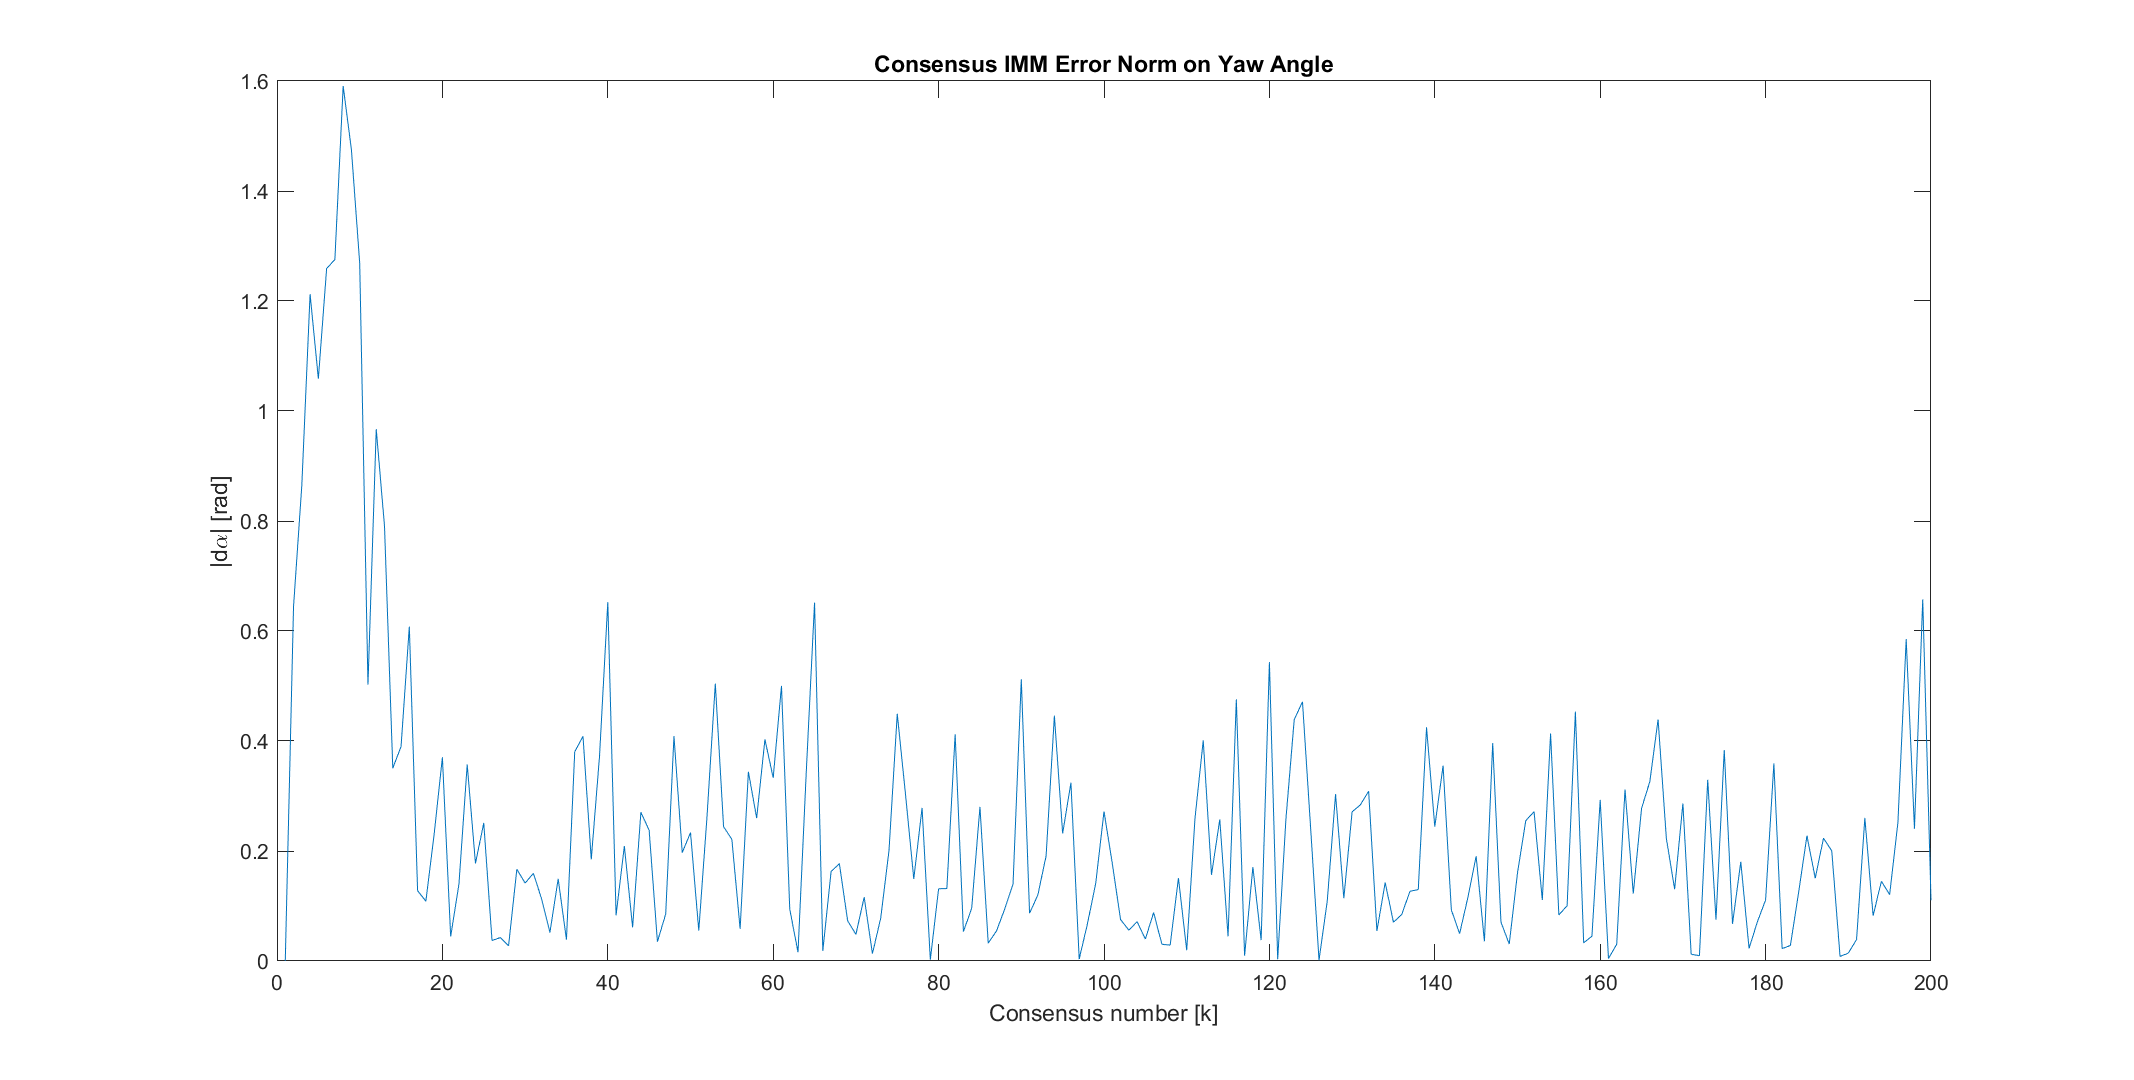 Consensus IMM Error Norm on Yaw Angle
1.6
1.4
1.2
1
0.8
0.6
0.4
0.2
0
|dα| [rad]
0 20 40 60 80 100 120 140 160 180 200
Consensus number [k]